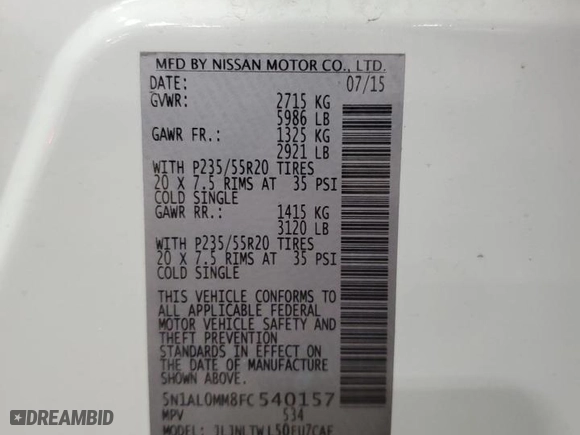 MFD BY NISSAN MOTOR CO., LTD.
DATE: 07/15
GVWR: 2715 KG
5986 LB
GAWR FR.: 1325 KG
2921 LB
WITH P235/55R20 TIRES
20 X 7.5 RIMS AT 35 PSI
COLD SINGLE
GAWR RR.: 1415 KG
3120 LB
WITH P235/55R20 TIRES
20 X 7.5 RIMS AT 35 PSI
COLD SINGLE
THIS VEHICLE CONFORMS TO
ALL APPLICABLE FEDERAL
MOTOR VEHICLE SAFETY AND
THEFT PREVENTION
STANDARDS IN EFFECT ON
THE DATE OF MANUFACTURE
SHOWN ABOVE.
5N1AL0MM8FC540157
MPV 534
MODEL:
DREAMBID